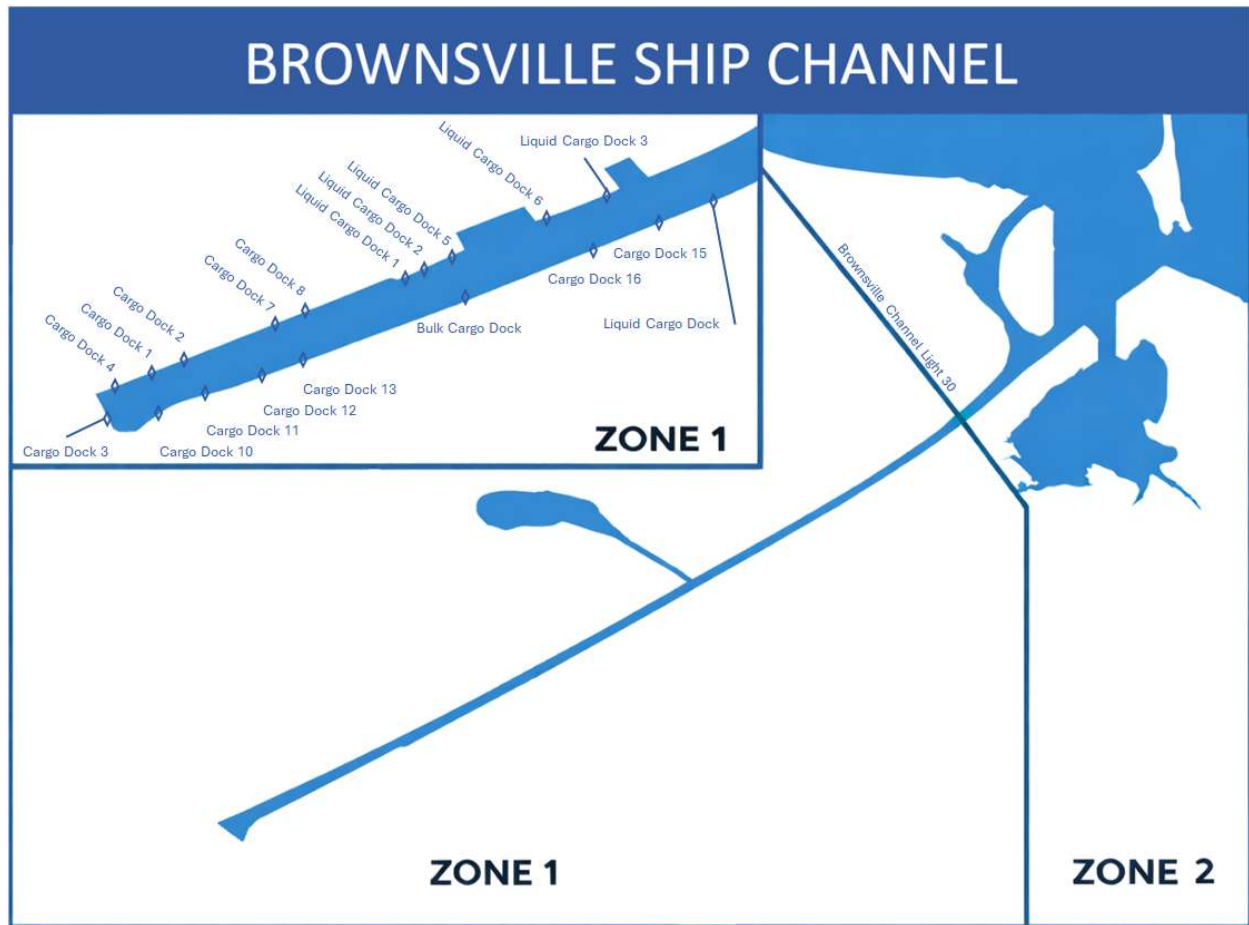 BROWNSVILLE SHIP CHANNEL
Liquid Cargo Dock 3
Liquid Cargo Dock 6
Liquid Cargo Dock 5
Liquid Cargo Dock 2
Liquid Cargo Dock 1
Cargo Dock 8
Cargo Dock 7
Cargo Dock 2
Cargo Dock 1
Cargo Dock 4
Cargo Dock 15
Cargo Dock 16
Liquid Cargo Dock
Bulk Cargo Dock
Cargo Dock 13
Cargo Dock 12
Cargo Dock 11
Cargo Dock 10
Cargo Dock 3
ZONE 1
Brownsville Channel Light 30
ZONE 1
ZONE 2